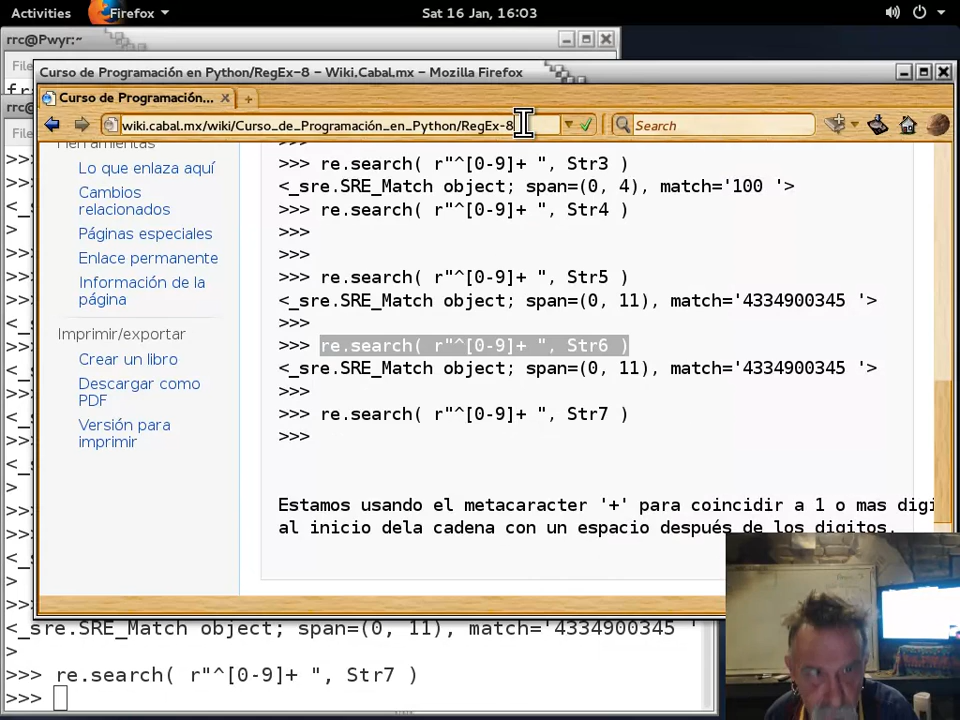 Activities Firefox Sat 16 Jan, 16:03
rrc@Pwyr:~
Curso de Programación en Python/RegEx-8 – Wiki.Cabal.mx – Mozilla Firefox
Curso de Programación...
wiki.cabal.mx/wiki/Curso_de_Programación_en_Python/RegEx-8
Search
Herramientas
Lo que enlaza aquí
Cambios
relacionados
Páginas especiales
Enlace permanente
Información de la
página
Imprimir/exportar
Crear un libro
Descargar como
PDF
Versión para
imprimir
>>>
>>> re.search( r"^[0-9]+ ", Str3 )
<_sre.SRE_Match object; span=(0, 4), match='100 '>
>>> re.search( r"^[0-9]+ ", Str4 )
>>>
>>>
>>> re.search( r"^[0-9]+ ", Str5 )
<_sre.SRE_Match object; span=(0, 11), match='4334900345 '>
>>>
>>> re.search( r"^[0-9]+ ", Str6 )
<_sre.SRE_Match object; span=(0, 11), match='4334900345 '>
>>>
>>> re.search( r"^[0-9]+ ", Str7 )
>>>
Estamos usando el metacaracter '+' para coincidir a 1 o mas digi
al inicio dela cadena con un espacio después de los digitos.
<_sre.SRE_Match object; span=(0, 11), match='4334900345 '
>
>>> re.search( r"^[0-9]+ ", Str7 )
>>>